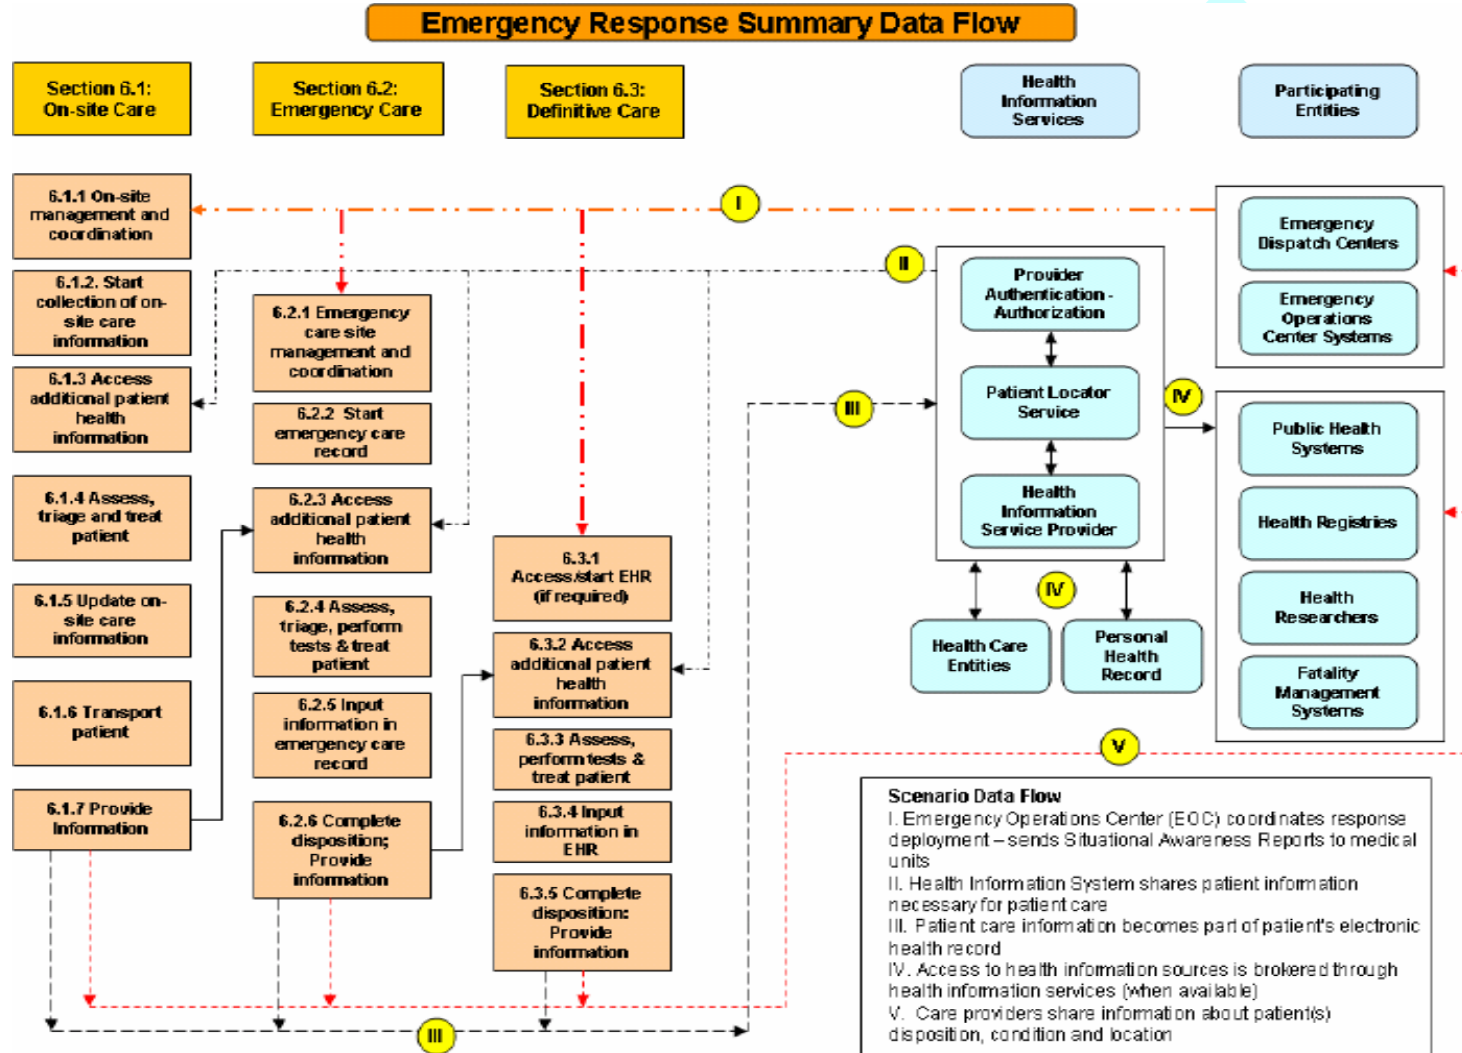 Emergency Response Summary Data Flow
Section 6.1:
On-site Care
Section 6.2:
Emergency Care
Section 6.3:
Definitive Care
Health
Information
Services
Participating
Entities
6.1.1 On-site
management and
coordination
6.1.2. Start
collection of on-
site care
information
6.1.3 Access
additional patient
health
information
6.1.4 Assess,
triage and treat
patient
6.1.5 Update on-
site care
information
6.1.6 Transport
patient
6.1.7 Provide
Information
6.2.1 Emergency
care site
management and
coordination
6.2.2 Start
emergency care
record
6.2.3 Access
additional patient
health
information
6.2.4 Assess,
triage, perform
tests & treat
patient
6.2.5 Input
information in
emergency care
record
6.2.6 Complete
disposition;
Provide
information
6.3.1
Access/start EHR
(if required)
6.3.2 Access
additional patient
health
information
6.3.3 Assess,
perform tests &
treat patient
6.3.4 Input
information in
EHR
6.3.5 Complete
disposition:
Provide
information
I
II
III
IV
IV
V
III
Provider
Authentication -
Authorization
Patient Locator
Service
Health
Information
Service Provider
Health Care
Entities
Personal
Health
Record
Emergency
Dispatch Centers
Emergency
Operations
Center Systems
Public Health
Systems
Health Registries
Health
Researchers
Fatality
Management
Systems
Scenario Data Flow
I. Emergency Operations Center (EOC) coordinates response
deployment – sends Situational Awareness Reports to medical
units
II. Health Information System shares patient information
necessary for patient care
III. Patient care information becomes part of patient's electronic
health record
IV. Access to health information sources is brokered through
health information services (when available)
V. Care providers share information about patient(s)
disposition, condition and location